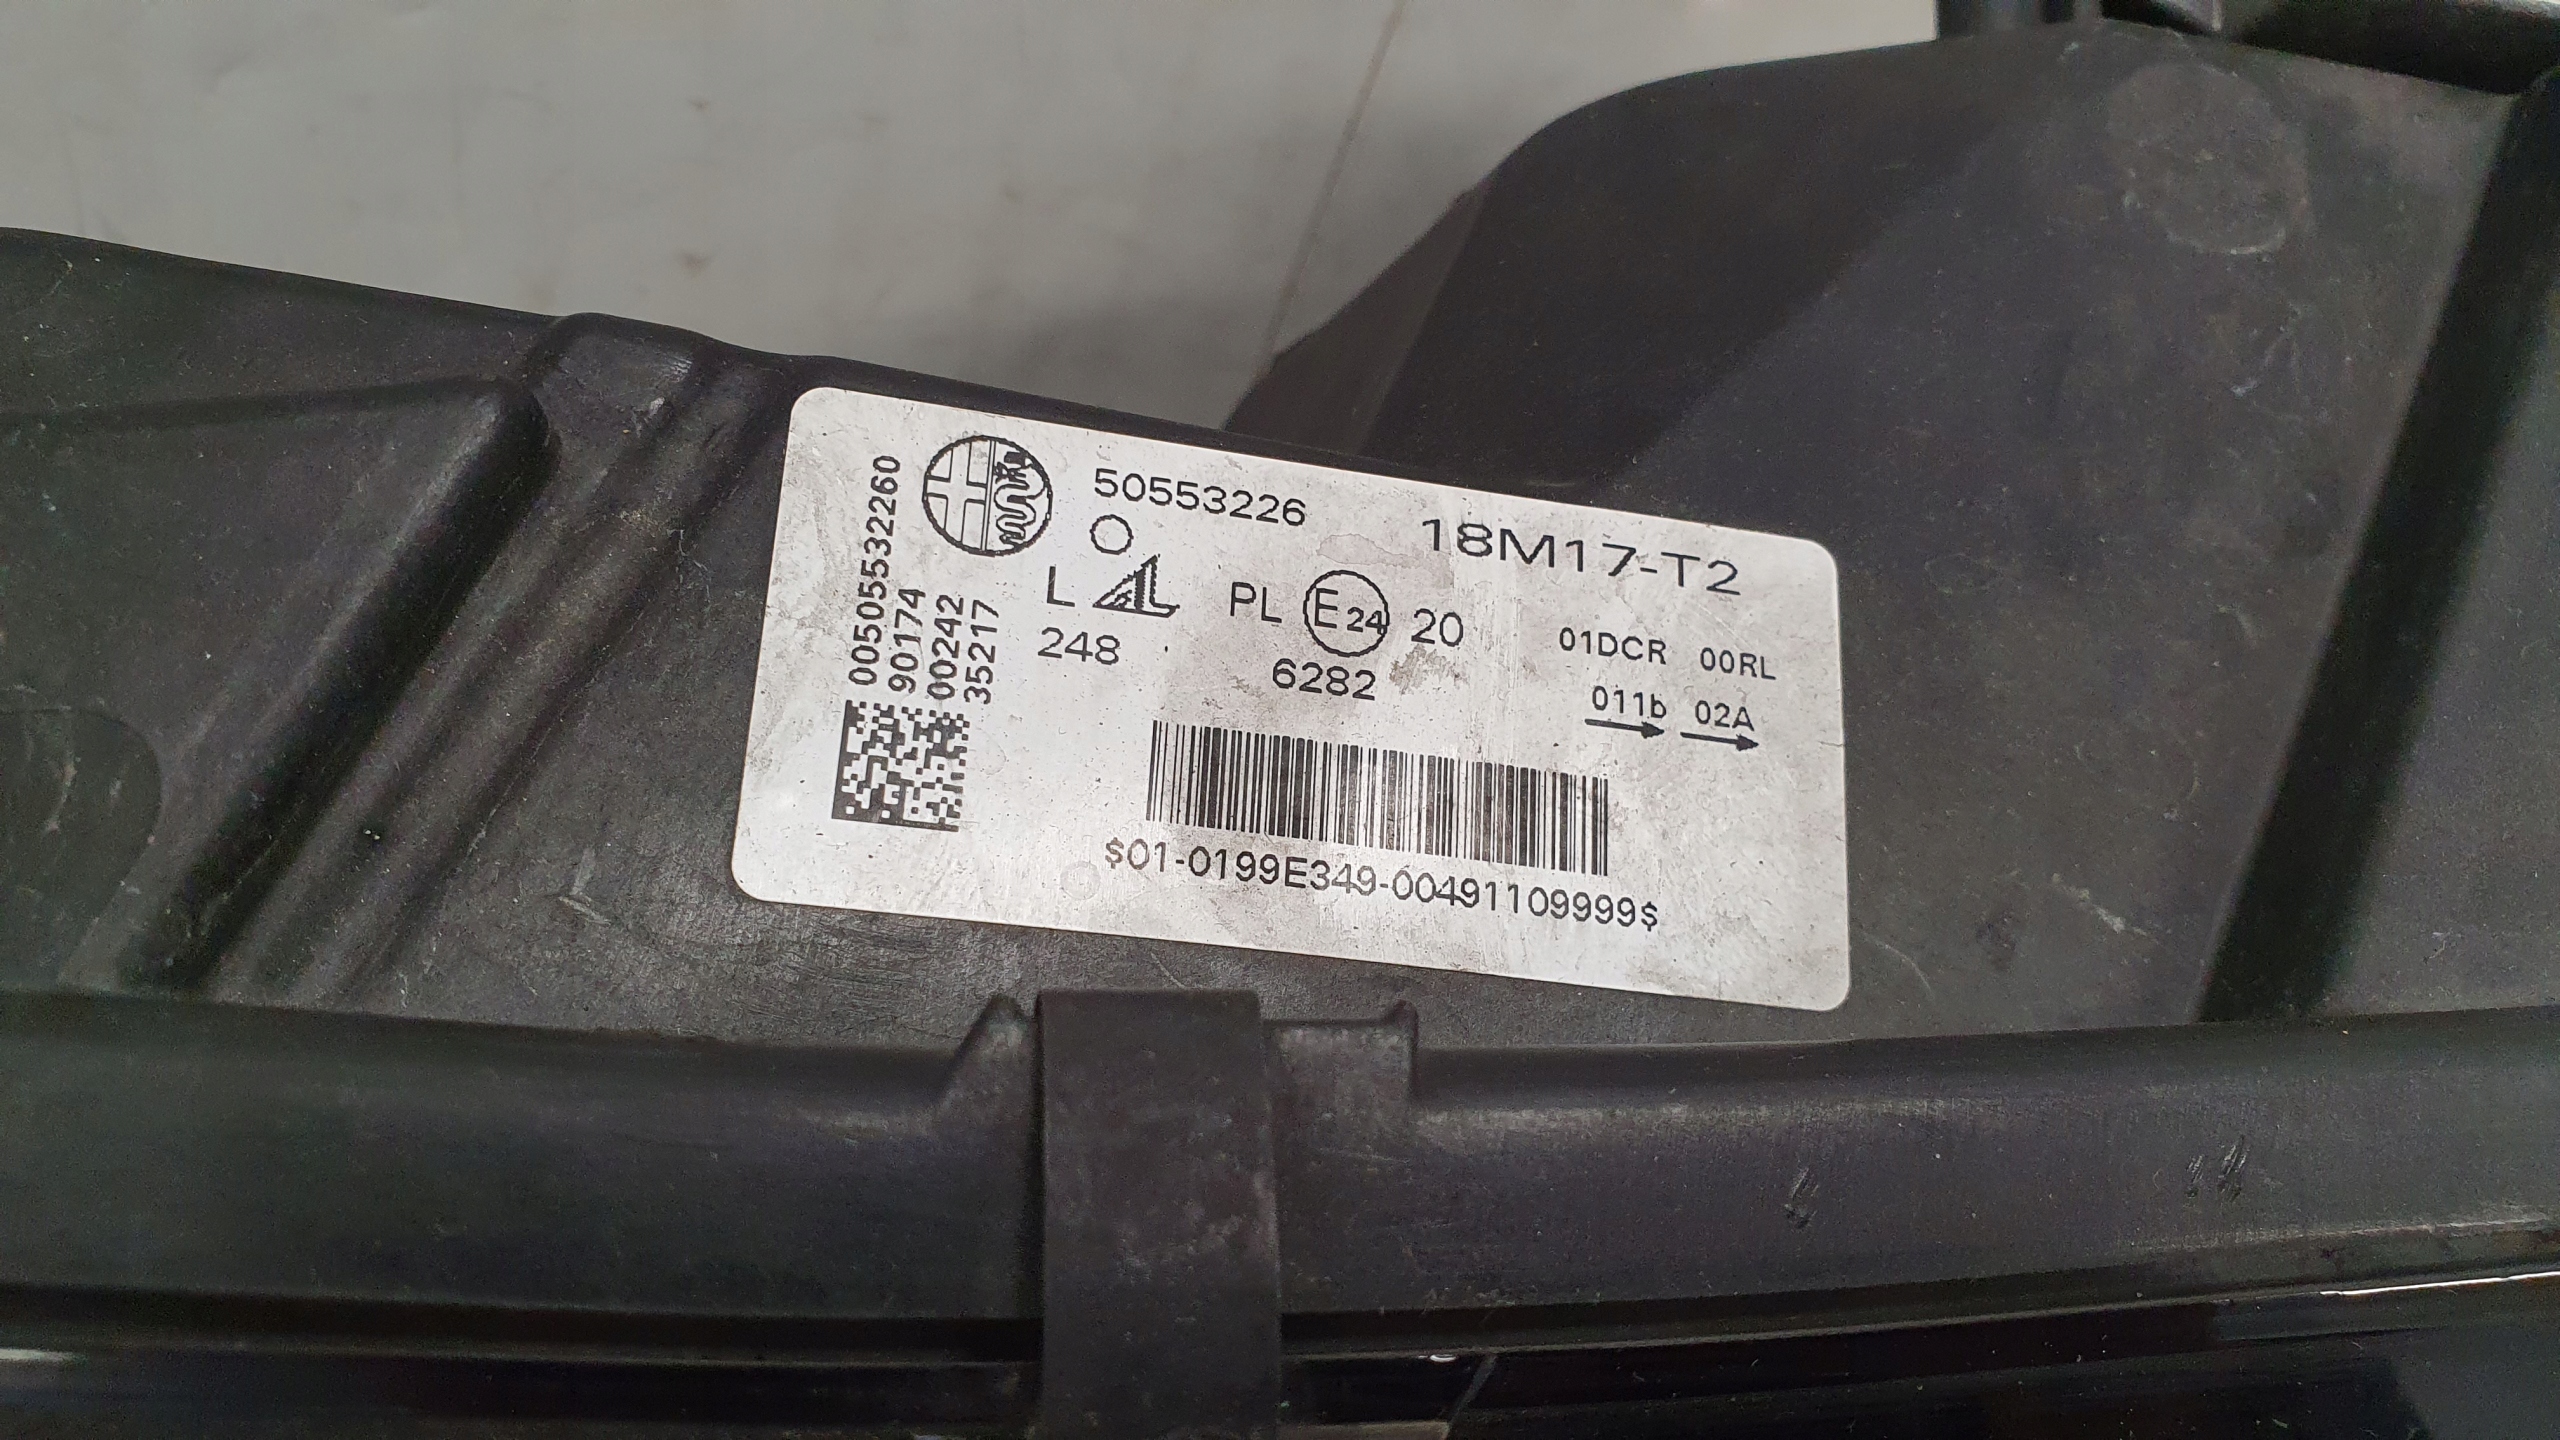 50553226
18M17-T2
L AL PL E24 20
248
6282
01DCR 00RL
011b 02A
00505532260
90174
00242
35217
$01-0199E349-00491109999$